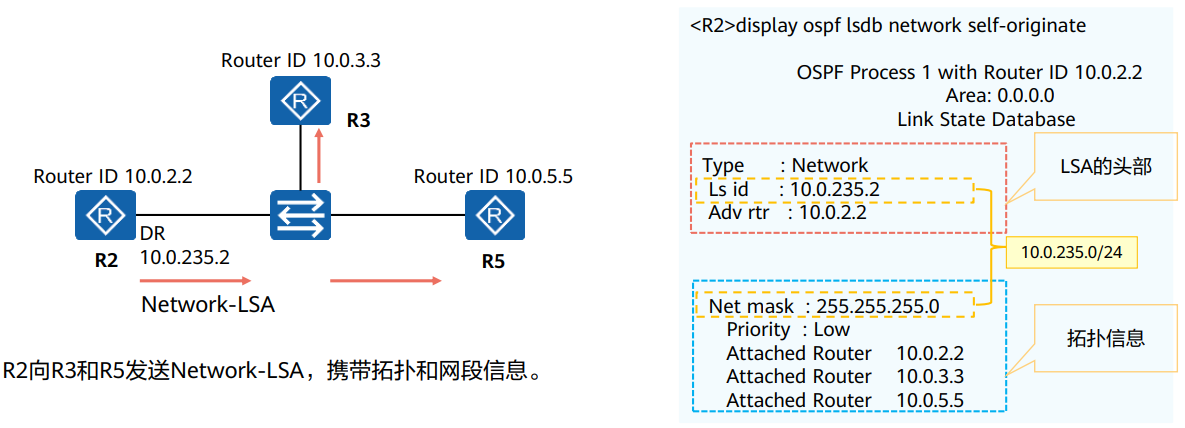 Router ID 10.0.3.3
R
R3
Router ID 10.0.2.2
Router ID 10.0.5.5
R
R
DR
10.0.235.2
R2
R5
Network-LSA
R2向R3和R5发送Network-LSA，携带拓扑和网段信息。
<R2>display ospf lsdb network self-originate
OSPF Process 1 with Router ID 10.0.2.2
Area: 0.0.0.0
Link State Database
LSA的头部
Type : Network
Ls id : 10.0.235.2
Adv rtr : 10.0.2.2
10.0.235.0/24
Net mask : 255.255.255.0
Priority : Low
Attached Router 10.0.2.2
Attached Router 10.0.3.3
Attached Router 10.0.5.5
拓扑信息